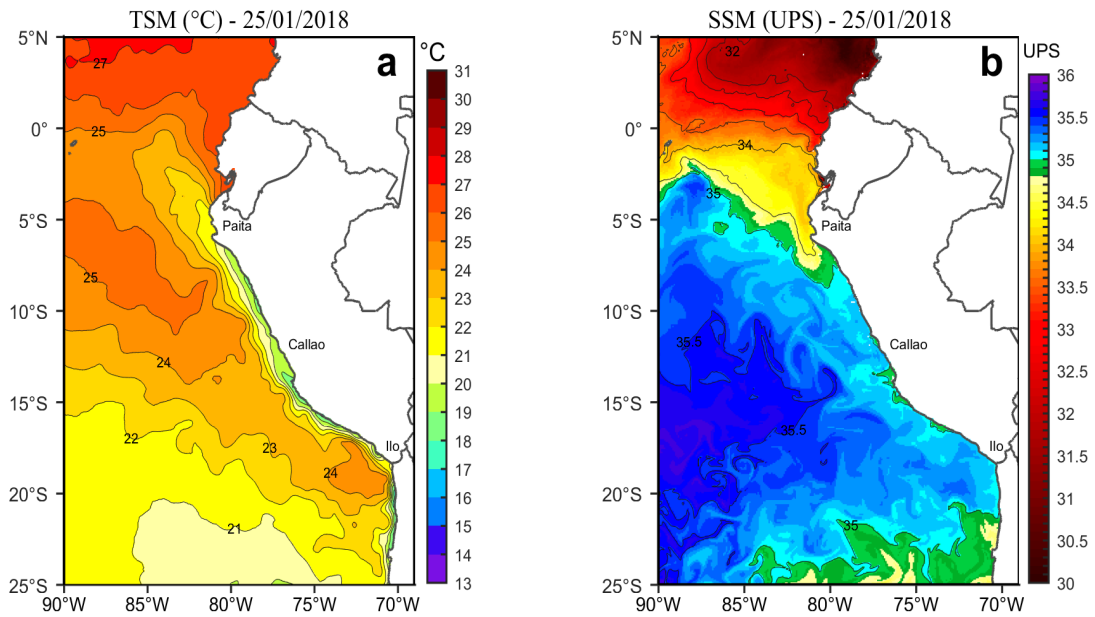 TSM (°C) - 25/01/2018
5°N
0°
5°S
10°S
15°S
20°S
25°S
90°W
85°W
80°W
75°W
70°W
a
27
25
25
24
22
23
24
21
Paita
Callao
Ilo
°C
31
30
29
28
27
26
25
24
23
22
21
20
19
18
17
16
15
14
13
SSM (UPS) - 25/01/2018
5°N
0°
5°S
10°S
15°S
20°S
25°S
90°W
85°W
80°W
75°W
70°W
b
32
34
35
35.5
35.5
35
Paita
Callao
Ilo
UPS
36
35.5
35
34.5
34
33.5
33
32.5
32
31.5
31
30.5
30